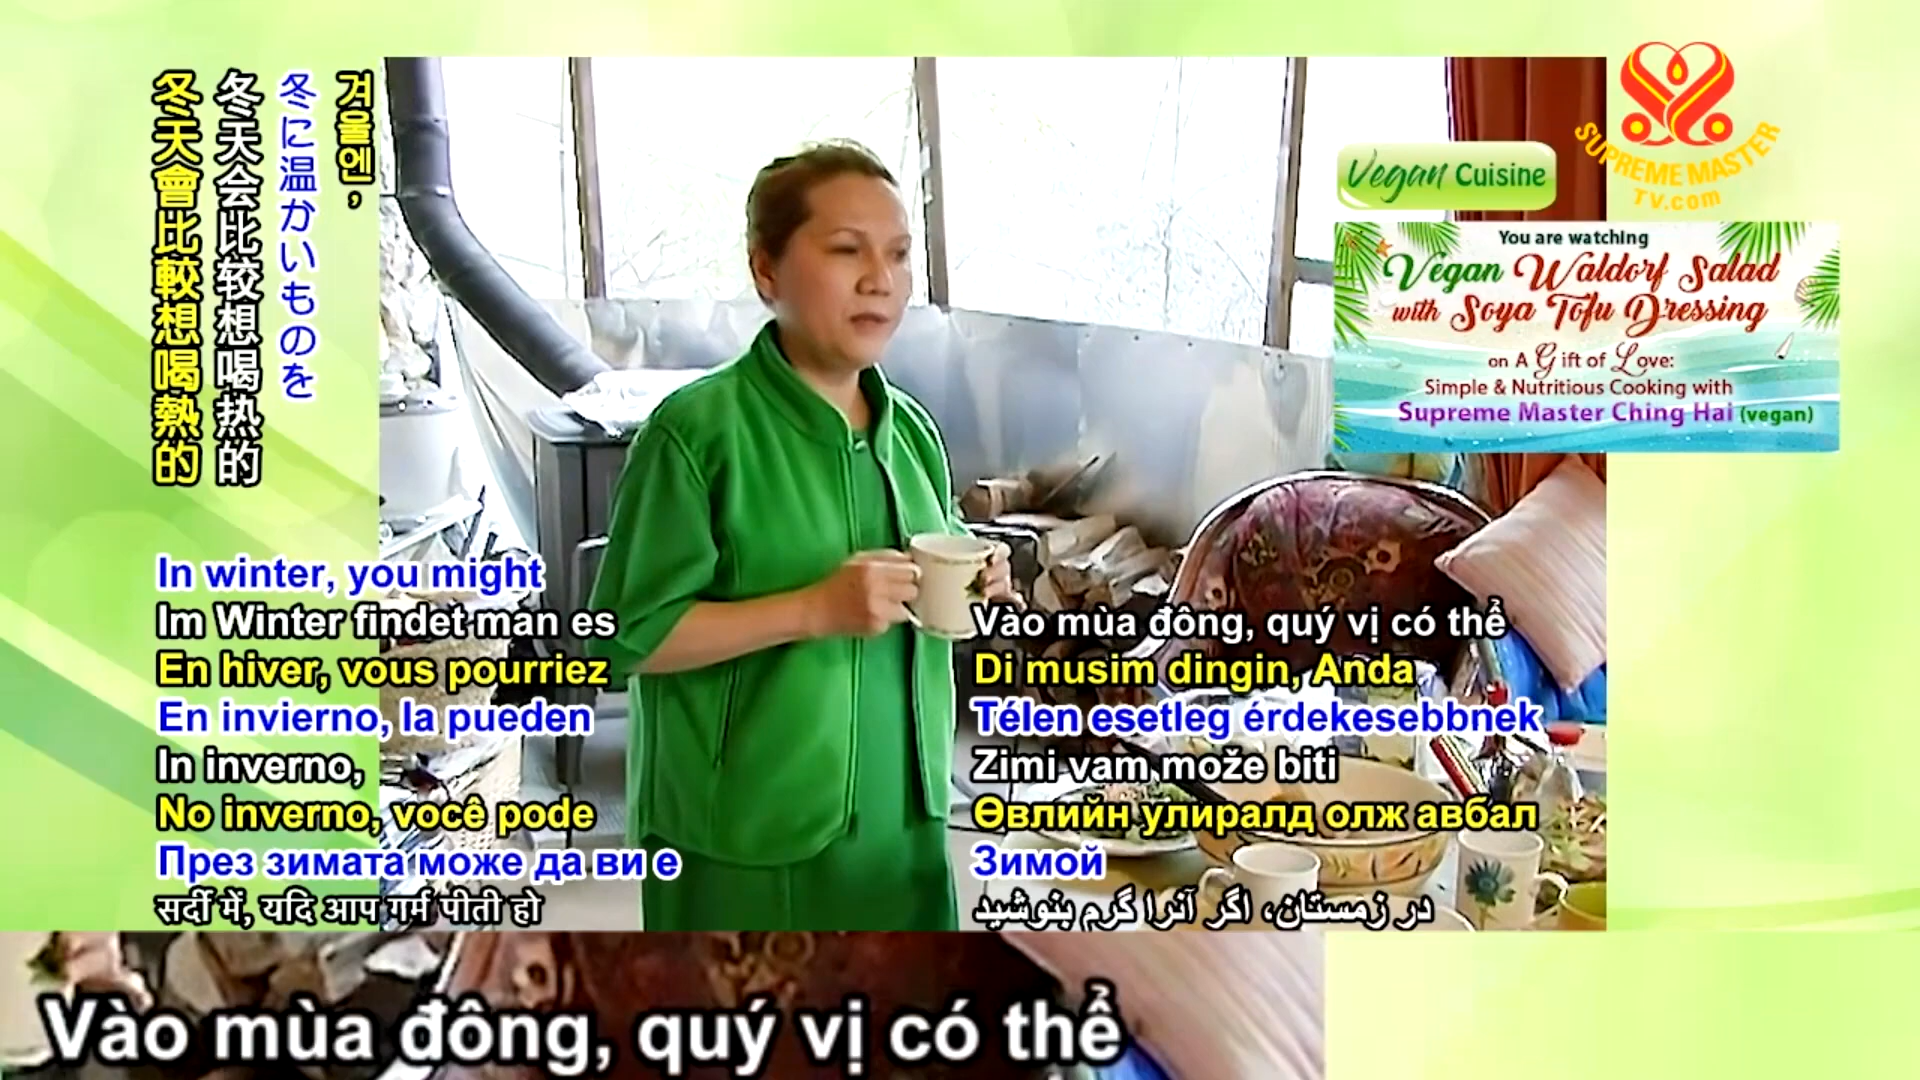 겨울엔,
冬に温かいものを
冬天会比较想喝热的
冬天會比較想喝熱的
SUPREME MASTER
TV.com
Vegan Cuisine
You are watching
Vegan Waldorf Salad
with Soya Tofu Dressing
on A Gift of Love:
Simple & Nutritious Cooking with
Supreme Master Ching Hai (vegan)
In winter, you might
Im Winter findet man es
En hiver, vous pourriez
En invierno, la pueden
In inverno,
No inverno, você pode
През зимата може да ви е
सर्दी में, यदि आप गर्म पीती हो
Vào mùa đông, quý vị có thể
Di musim dingin, Anda
Télen esetleg érdekesebbnek
Zimi vam može biti
Өвлийн улиралд олж авбал
Зимой
در زمستان، اگر آنرا گرم بنوشید
Vào mùa đông, quý vị có thể